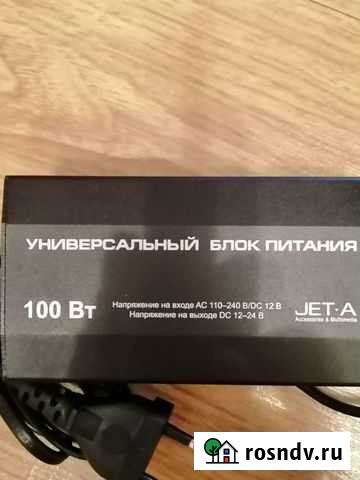 УНИВЕРСАЛЬНЫЙ БЛОК ПИТАНИЯ
100 Вт
Напряжение на входе AC 110–240 В/DC 12 В
Напряжение на выходе DC 12–24 В
JET·A
Accessories & Multimedia
rosndv.ru